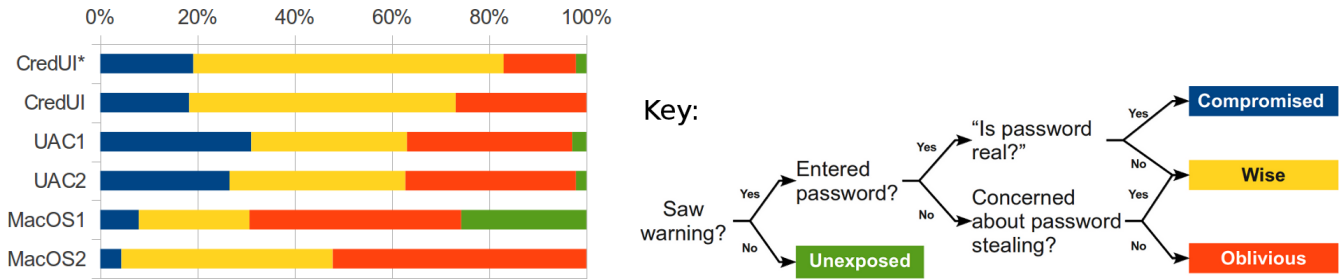 0% 20% 40% 60% 80% 100%
CredUI*
CredUI
UAC1
UAC2
MacOS1
MacOS2
Key:
Saw
warning?
Yes
No
Unexposed
Entered
password?
Yes
No
“Is password
real?”
Yes
No
Concerned
about password
stealing?
Yes
No
Compromised
Wise
Oblivious